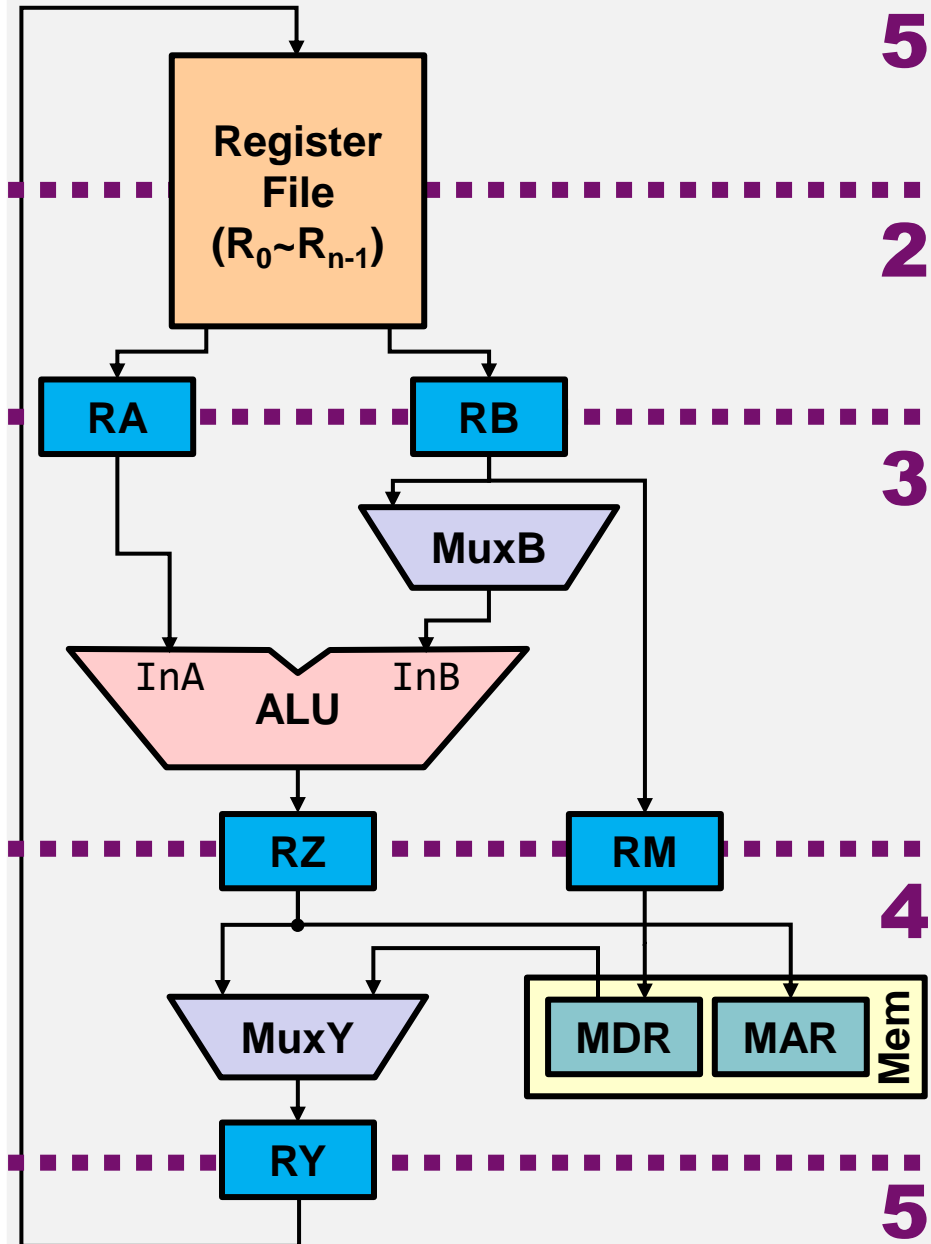 5
Register
File
(R₀~Rₙ₋₁)
2
RA
RB
3
MuxB
InA
InB
ALU
RZ
RM
4
MuxY
MDR
MAR
Mem
RY
5